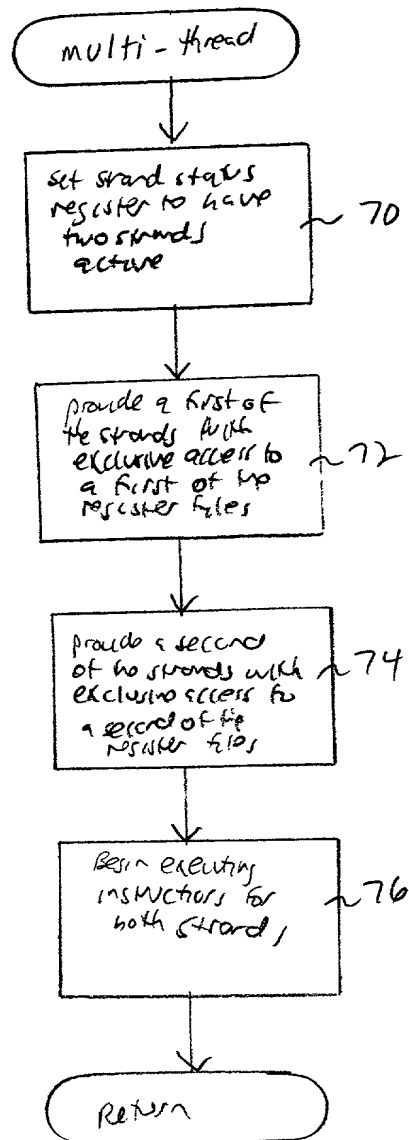 multi-thread
set strand status
register to have
two strands
active
70
provide a first of
the strands with
exclusive access to
a first of the
register files
72
provide a second
of the strands with
exclusive access to
a second of the
register files
74
Begin executing
instructions for
both strands
76
Return